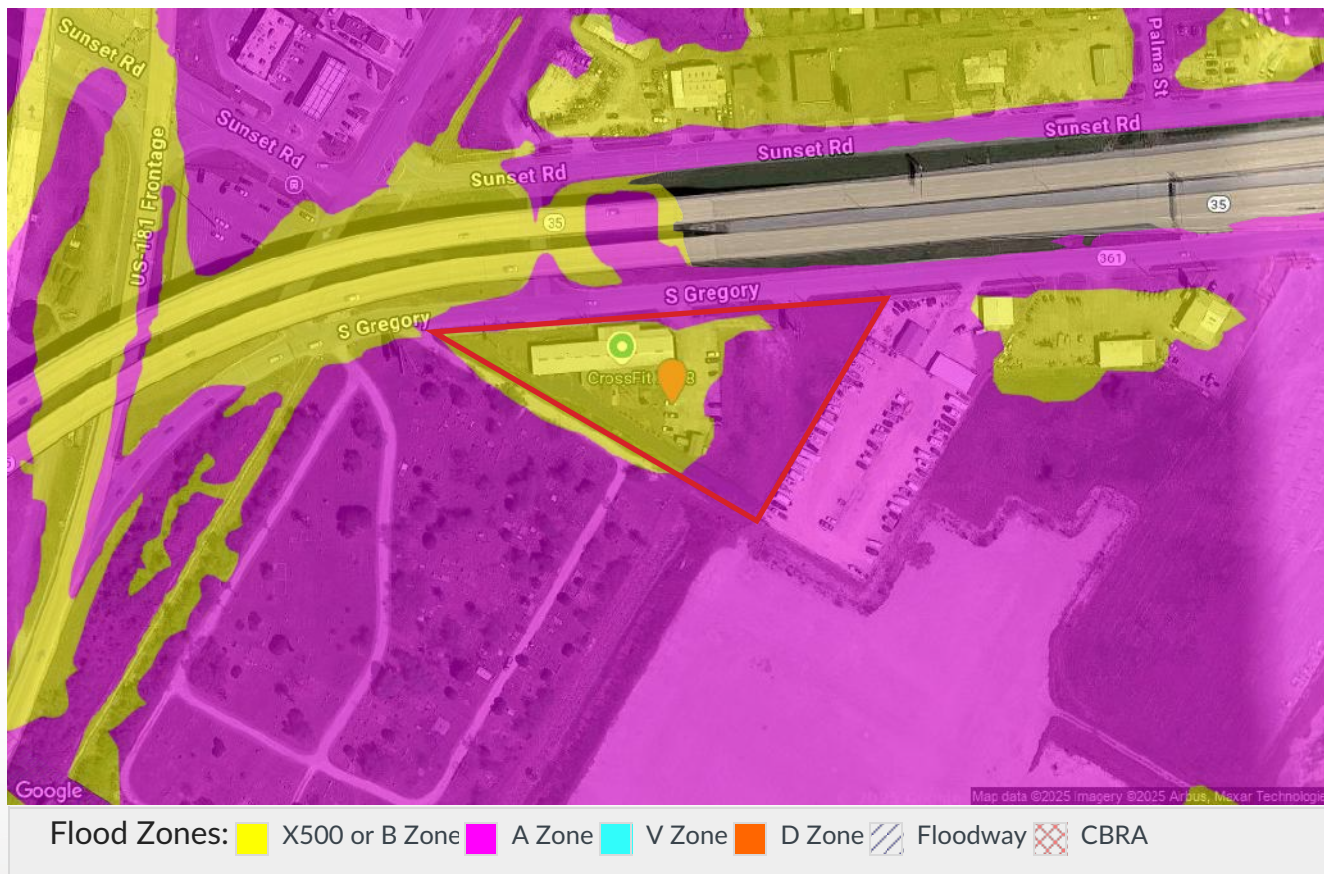 Sunset Rd
Palma St
Sunset Rd
Sunset Rd
Sunset Rd
Sunset Rd
US-181 Frontage
35
35
361
S Gregory
S Gregory
CrossFit
Google
Map data ©2025 Imagery ©2025 Airbus, Maxar Technologie
Flood Zones: X500 or B Zone A Zone V Zone D Zone Floodway CBRA